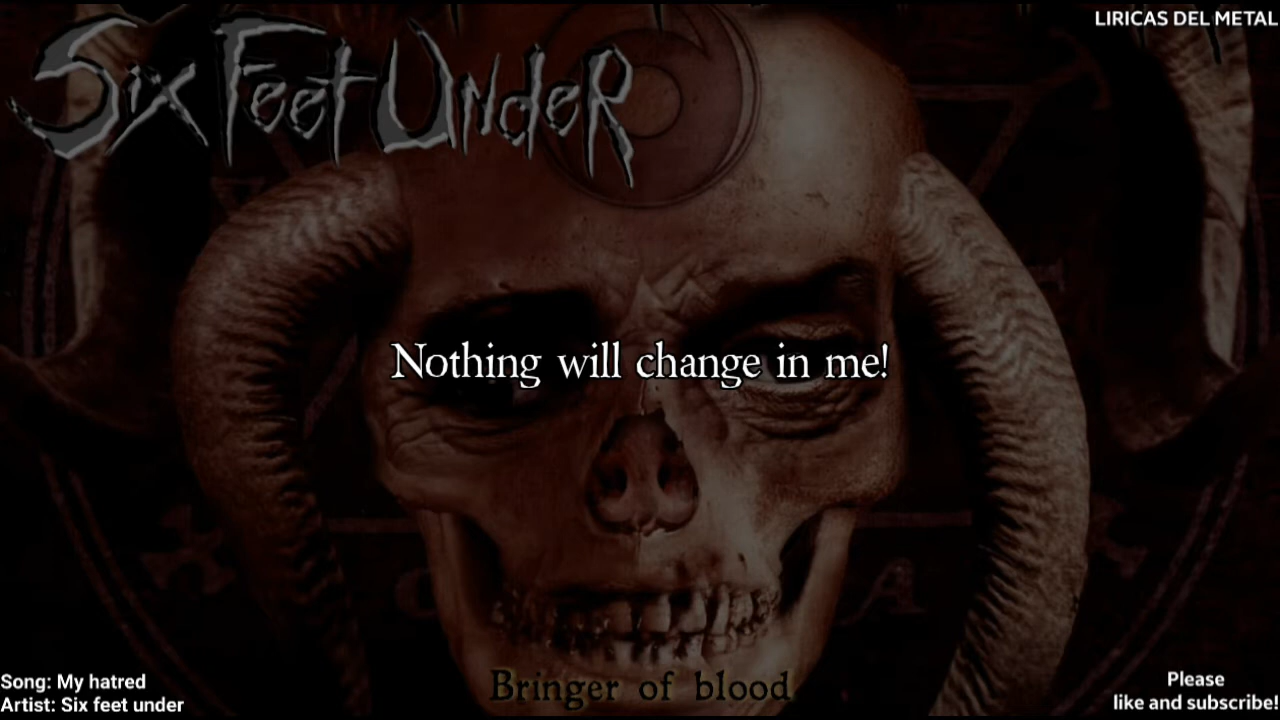 Six Feet Under
LIRICAS DEL METAL
Nothing will change in me!
Bringer of blood
Song: My hatred
Artist: Six feet under
Please
like and subscribe!